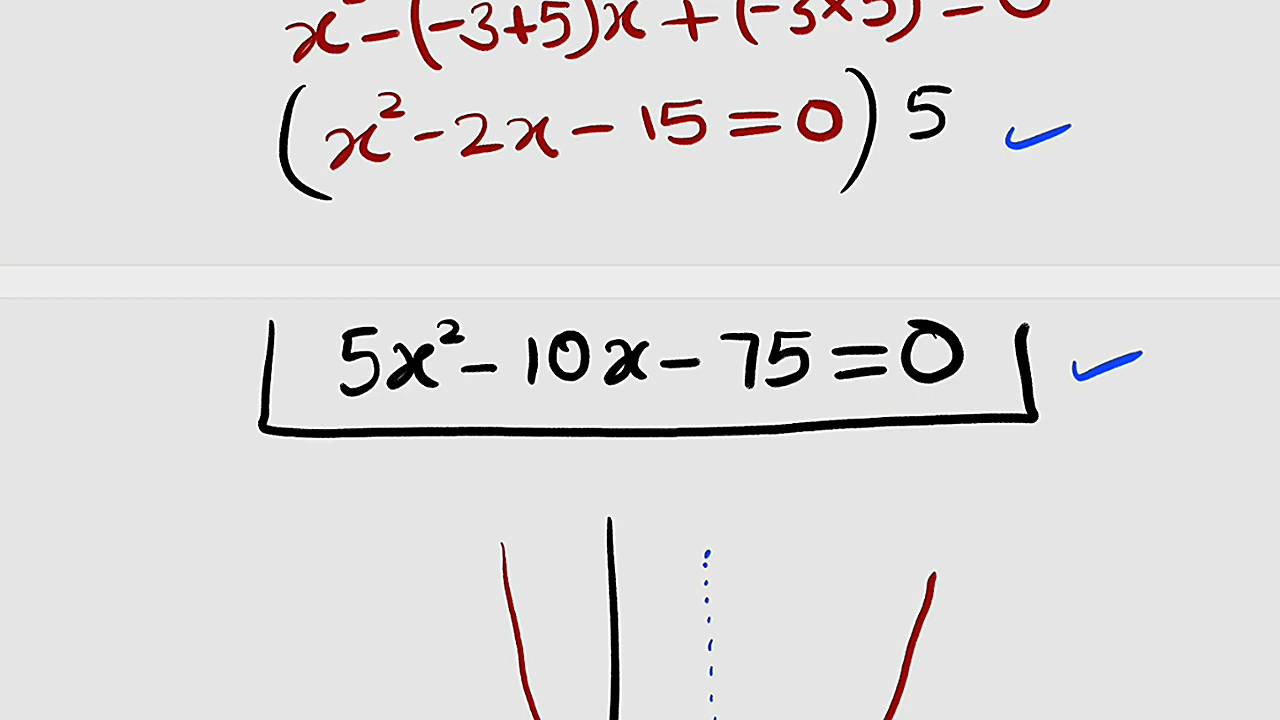 x² - (-3+5)x + (-3×5) = 0
(x² - 2x - 15 = 0) 5
5x² - 10x - 75 = 0